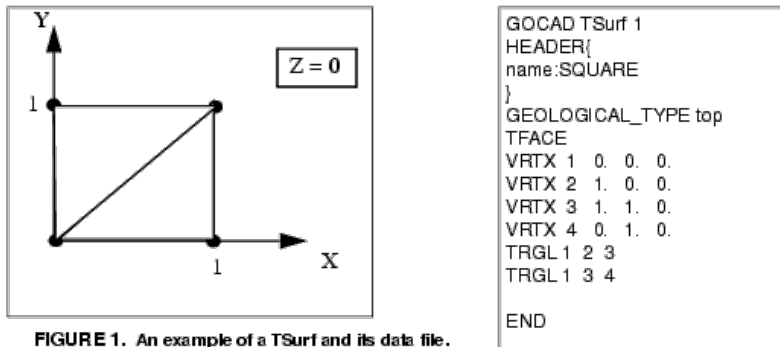 Y
Z = 0
1
1
X
FIGURE 1. An example of a TSurf and its data file.
GOCAD TSurf 1
HEADER{
name:SQUARE
}
GEOLOGICAL_TYPE top
TFACE
VRTX 1 0. 0. 0.
VRTX 2 1. 0. 0.
VRTX 3 1. 1. 0.
VRTX 4 0. 1. 0.
TRGL 1 2 3
TRGL 1 3 4
END